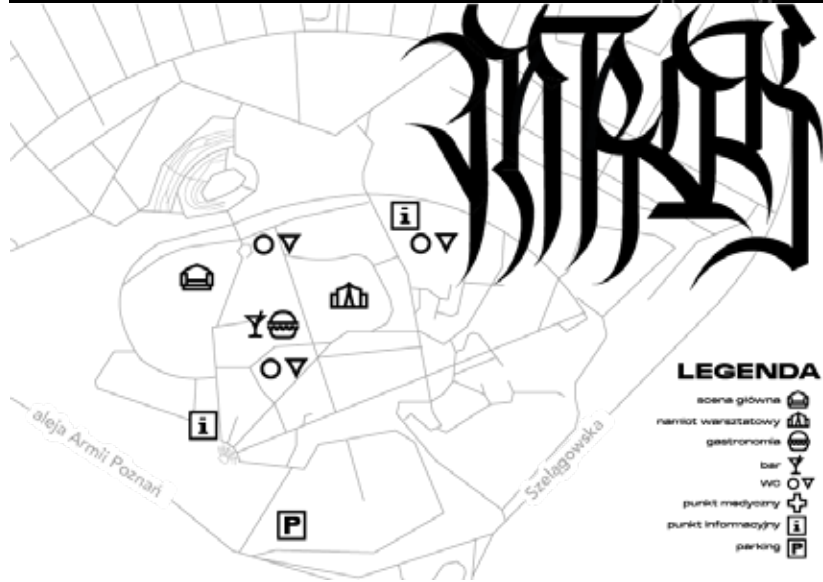 i
i
aleja Armii Poznań
Szelągowska
P
LEGENDA
scena główna
namiot warsztatowy
gastronomia
bar
WC
punkt medyczny
punkt informacyjny i
parking P